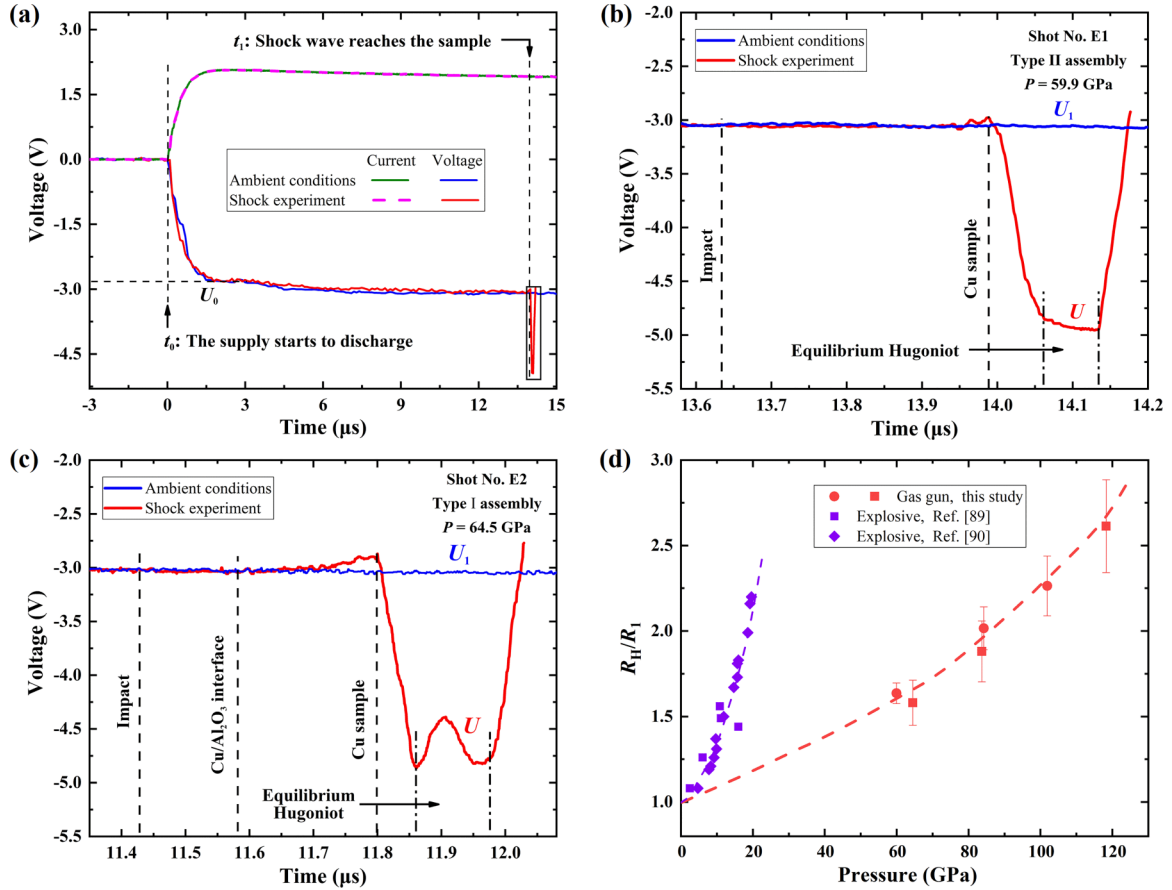 (a)
3.0
1.5
0.0
-1.5
-3.0
-4.5
Voltage (V)
t₁: Shock wave reaches the sample
Current Voltage
Ambient conditions
Shock experiment
U₀
t₀: The supply starts to discharge
-3 0 3 6 9 12 15
Time (μs)
(b)
-2.0
-2.5
-3.0
-3.5
-4.0
-4.5
-5.0
-5.5
Voltage (V)
Ambient conditions
Shock experiment
Shot No. E1
Type II assembly
P = 59.9 GPa
U₁
Impact
Cu sample
U
Equilibrium Hugoniot
13.6 13.7 13.8 13.9 14.0 14.1 14.2
Time (μs)
(c)
-2.0
-2.5
-3.0
-3.5
-4.0
-4.5
-5.0
-5.5
Voltage (V)
Ambient conditions
Shock experiment
Shot No. E2
Type I assembly
P = 64.5 GPa
U₁
Impact
Cu/Al₂O₃ interface
Cu sample
U
Equilibrium
Hugoniot
11.4 11.5 11.6 11.7 11.8 11.9 12.0
Time (μs)
(d)
3.0
2.5
2.0
1.5
1.0
R_H/R₁
Gas gun, this study
Explosive, Ref. [89]
Explosive, Ref. [90]
0 20 40 60 80 100 120
Pressure (GPa)